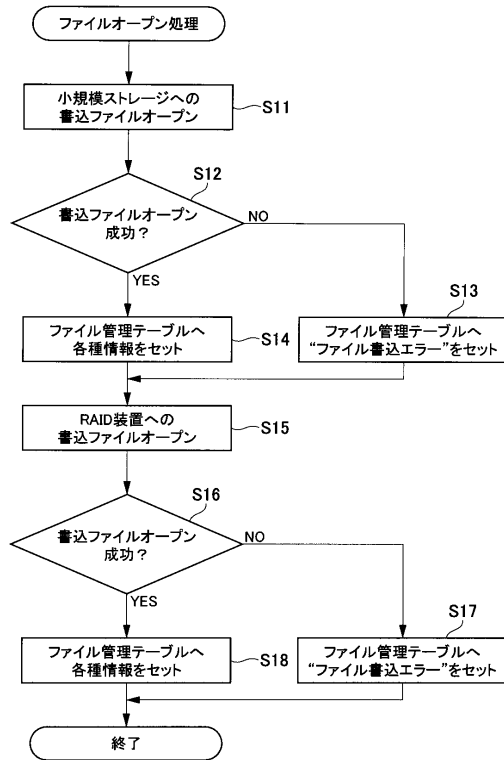 ファイルオープン処理
小規模ストレージへの
書込ファイルオープン
S11
S12
書込ファイルオープン
成功？
NO
YES
S13
ファイル管理テーブルへ
各種情報をセット
S14
ファイル管理テーブルへ
“ファイル書込エラー”をセット
RAID装置への
書込ファイルオープン
S15
S16
書込ファイルオープン
成功？
NO
YES
S17
ファイル管理テーブルへ
各種情報をセット
S18
ファイル管理テーブルへ
“ファイル書込エラー”をセット
終了